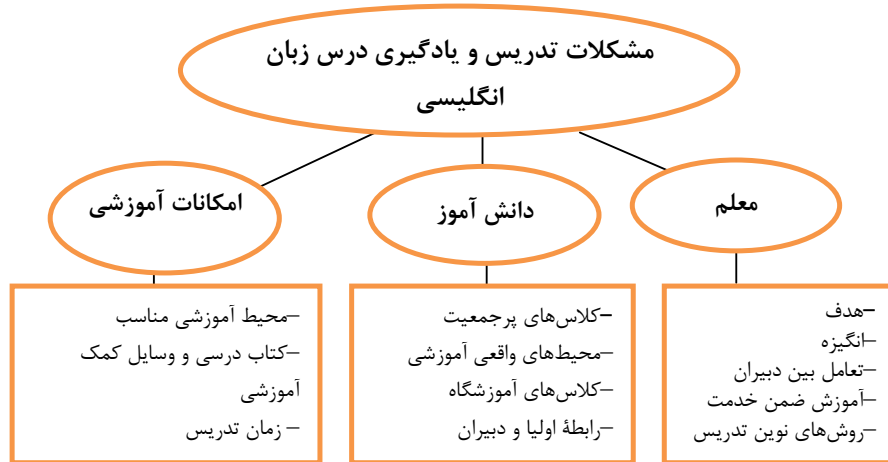 مشکلات تدریس و یادگیری درس زبان
انگلیسی
معلم
دانش آموز
امکانات آموزشی
–هدف
–انگیزه
–تعامل بین دبیران
–آموزش ضمن خدمت
–روش‌های نوین تدریس
–کلاس‌های پرجمعیت
–محیط‌های واقعی آموزشی
–کلاس‌های آموزشگاه
–رابطۀ اولیا و دبیران
–محیط آموزشی مناسب
–کتاب درسی و وسایل کمک
آموزشی
– زمان تدریس